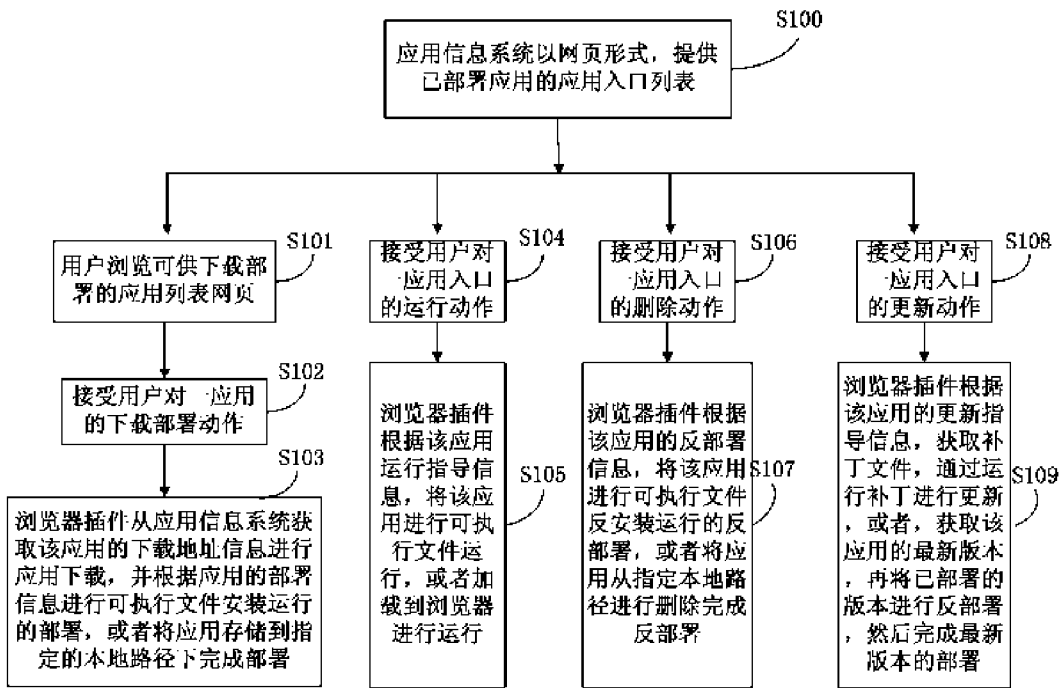 S100
应用信息系统以网页形式，提供
已部署应用的应用入口列表
S101
用户浏览可供下载部
署的应用列表网页
S102
接受用户对一应用
的下载部署动作
S103
浏览器插件从应用信息系统获
取该应用的下载地址信息进行
应用下载，并根据应用的部署
信息进行可执行文件安装运行
的部署，或者将应用存储到指
定的本地路径下完成部署
S104
接受用户对
一应用入口
的运行动作
S105
浏览器插件
根据该应用
运行指导信
息，将该应
用进行可执
行文件运
行，或者加
载到浏览器
进行运行
S106
接受用户对
一应用入口
的删除动作
S107
浏览器插件根据
该应用的反部署
信息，将该应用
进行可执行文件
反安装运行的反
部署，或者将应
用从指定本地路
径进行删除完成
反部署
S108
接受用户对
一应用入口
的更新动作
S109
浏览器插件根据
该应用的更新指
导信息，获取补
丁文件，通过运
行补丁进行更新
，或者，获取该
应用的最新版本
，再将已部署的
版本进行反部署
，然后完成最新
版本的部署